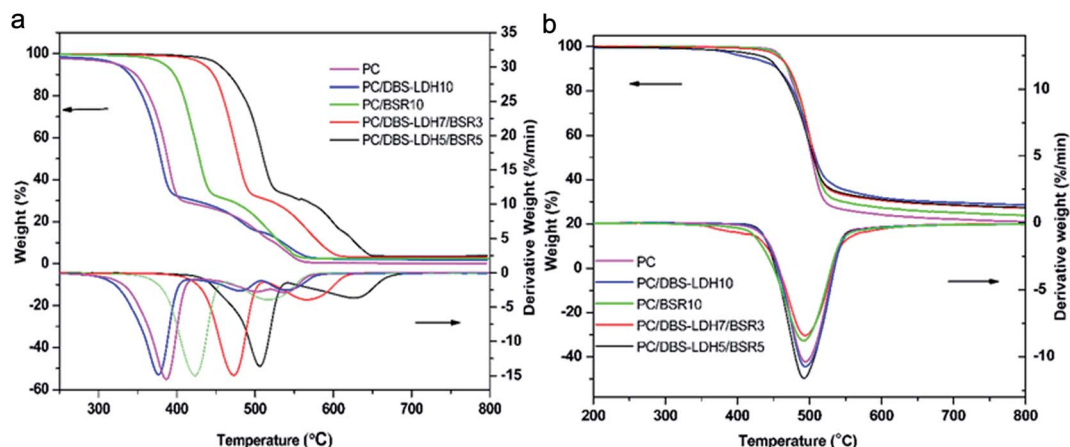 a
100
80
60
40
20
0
-20
-40
-60
Weight (%)
300
400
500
600
700
800
Temperature (°C)
35
30
25
20
15
10
5
0
-5
-10
-15
Derivative Weight (%/min)
PC
PC/DBS-LDH10
PC/BSR10
PC/DBS-LDH7/BSR3
PC/DBS-LDH5/BSR5
b
100
80
60
40
20
0
-20
-40
Weight (%)
200
300
400
500
600
700
800
Temperature (°C)
10
5
0
-5
-10
Derivative weight (%/min)
PC
PC/DBS-LDH10
PC/BSR10
PC/DBS-LDH7/BSR3
PC/DBS-LDH5/BSR5